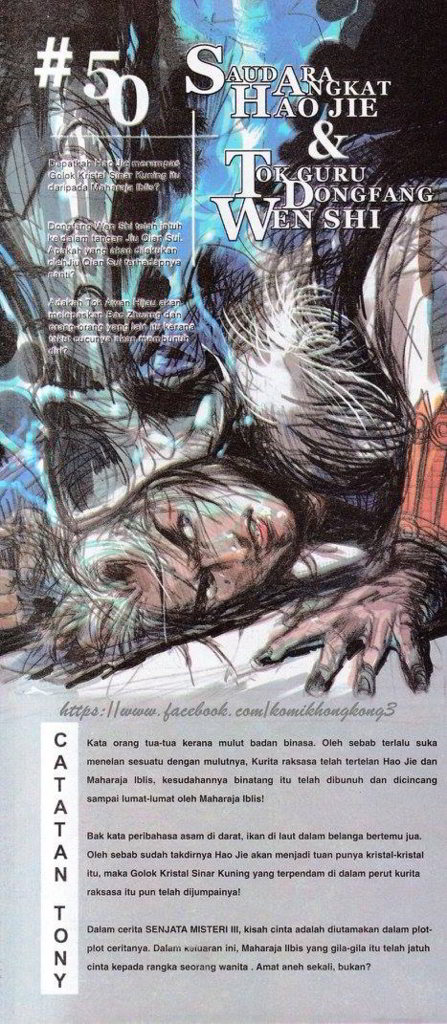 #50
SAUDARA ANGKAT
HAO JIE
&
TOK GURU
DONGFANG
WEN SHI
Dapatkah Hao Jie merampas
Golok Kristal Sinar Kuning itu
daripada Maharaja Iblis?
Dongfang Wen Shi telah jatuh
ke dalam tangan Jiu Qian Sui.
Apakah yang akan dilakukan
oleh Jiu Qian Sui terhadapnya
nanti?
Adakah Tok Awan Hijau akan
melepaskan Bao Zhuang dan
orang-orang yang lain itu kerana
takut cucunya akan membunuh
diri?
https://www.facebook.com/komikhongkong3
CATATAN TONY
Kata orang tua-tua kerana mulut badan binasa. Oleh sebab terlalu suka
menelan sesuatu dengan mulutnya, Kurita raksasa telah tertelan Hao Jie dan
Maharaja Iblis, kesudahannya binatang itu telah dibunuh dan dicincang
sampai lumat-lumat oleh Maharaja Iblis!
Bak kata peribahasa asam di darat, ikan di laut dalam belanga bertemu jua.
Oleh sebab sudah takdirnya Hao Jie akan menjadi tuan punya kristal-kristal
itu, maka Golok Kristal Sinar Kuning yang terpendam di dalam perut kurita
raksasa itu pun telah dijumpainya!
Dalam cerita SENJATA MISTERI III, kisah cinta adalah diutamakan dalam plot-
plot ceritanya. Dalam keluaran ini, Maharaja Ilbis yang gila-gila itu telah jatuh
cinta kepada rangka seorang wanita . Amat aneh sekali, bukan?